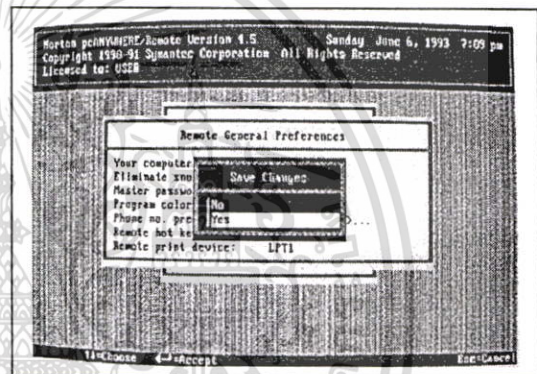 Norton pcANYWHERE/Remote Version 4.5 Sunday June 6, 1993 7:09 pm
Copyright 1990-91 Symantec Corporation All Rights Reserved
Licensed to: USER
Remote General Preferences
Your computer
Eliminate sno
Master passwo
Program color
Phone no. pre
Remote hot ke
Remote print device: LPT1
Save Changes
No
Yes
↑↓=Choose ↵=Accept Esc=Cancel